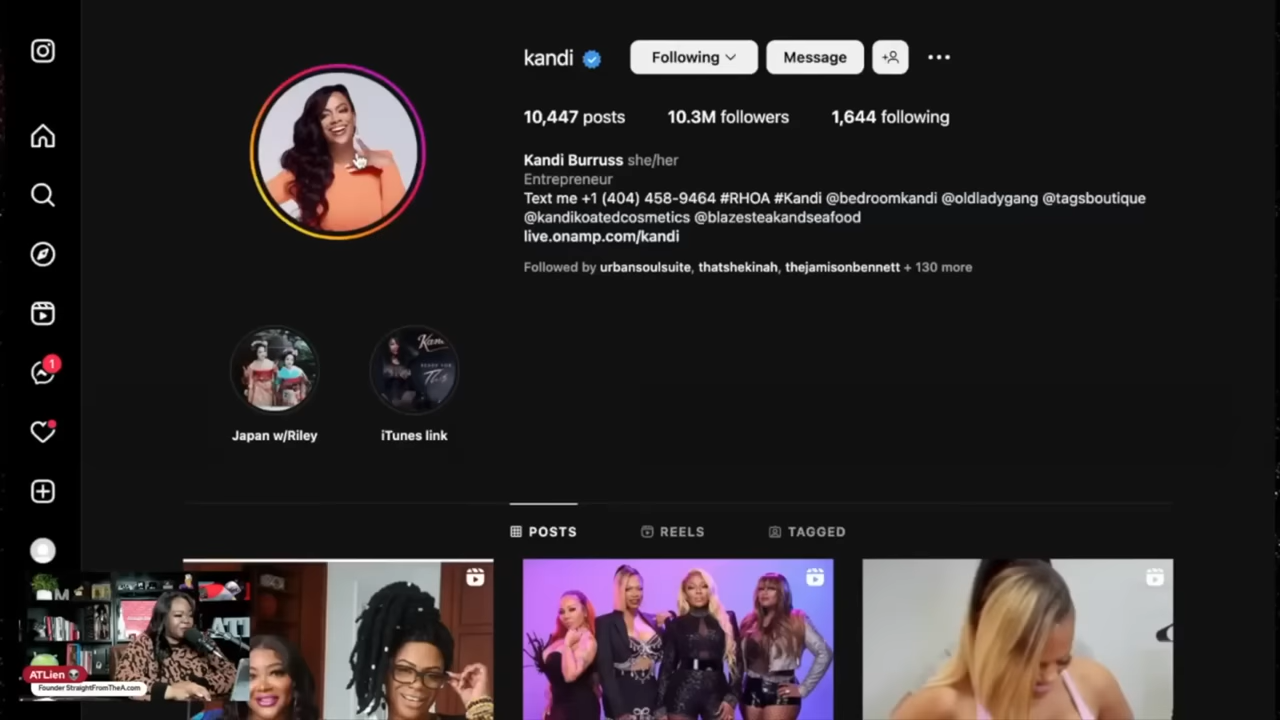 kandi
Following
Message
10,447 posts
10.3M followers
1,644 following
Kandi Burruss she/her
Entrepreneur
Text me +1 (404) 458-9464 #RHOA #Kandi @bedroomkandi @oldladygang @tagsboutique
@kandikoatedcosmetics @blazesteakandseafood
live.onamp.com/kandi
Followed by urbansoulsuite, thatshekinah, thejamisonbennett + 130 more
1
Japan w/Riley
iTunes link
POSTS
REELS
TAGGED
ATL
ATLien
Founder StraightFromTheA.com